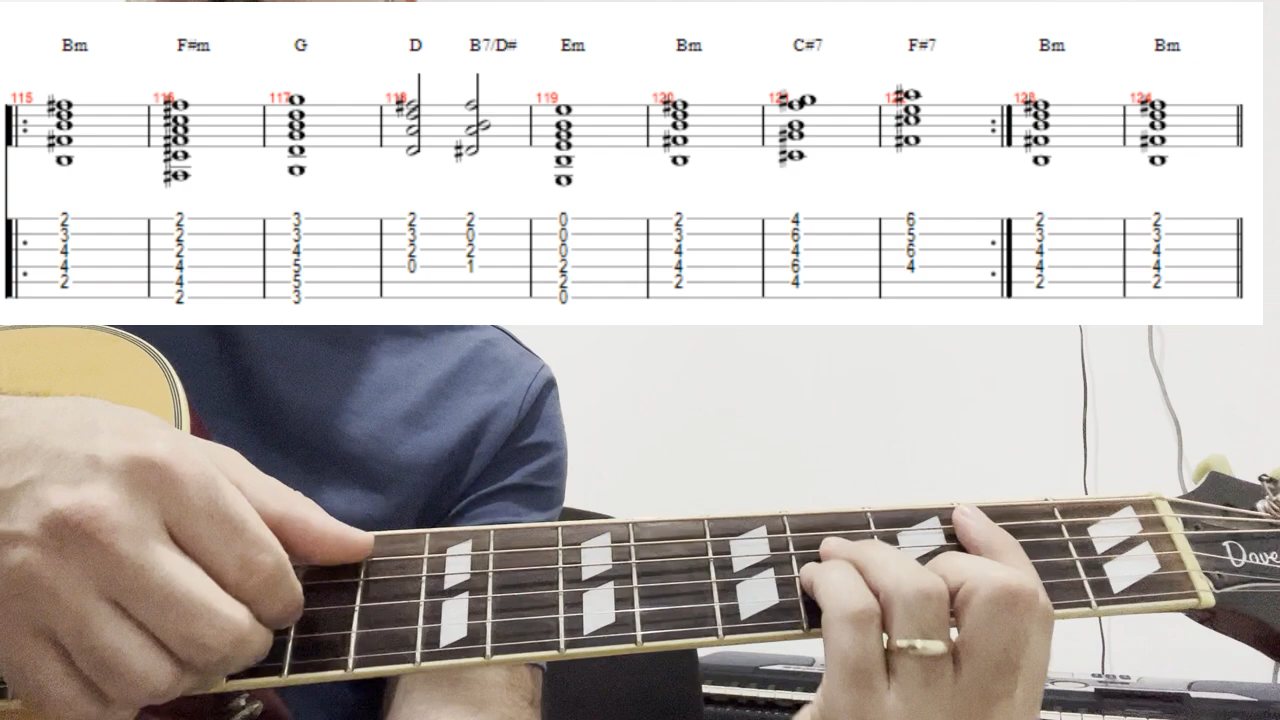 Bm F#m G D B7/D# Em Bm C#7 F#7 Bm Bm
115 116 117 118 119 120 122 123 124
2 2 3 2 2 0 2 4 6 2 2
3 2 3 3 0 0 3 6 5 3 3
4 2 4 2 2 0 4 4 6 4 4
4 4 5 0 1 2 4 6 4 4 4
2 4 5 2 2 4 2 2
2 3 0
Dave